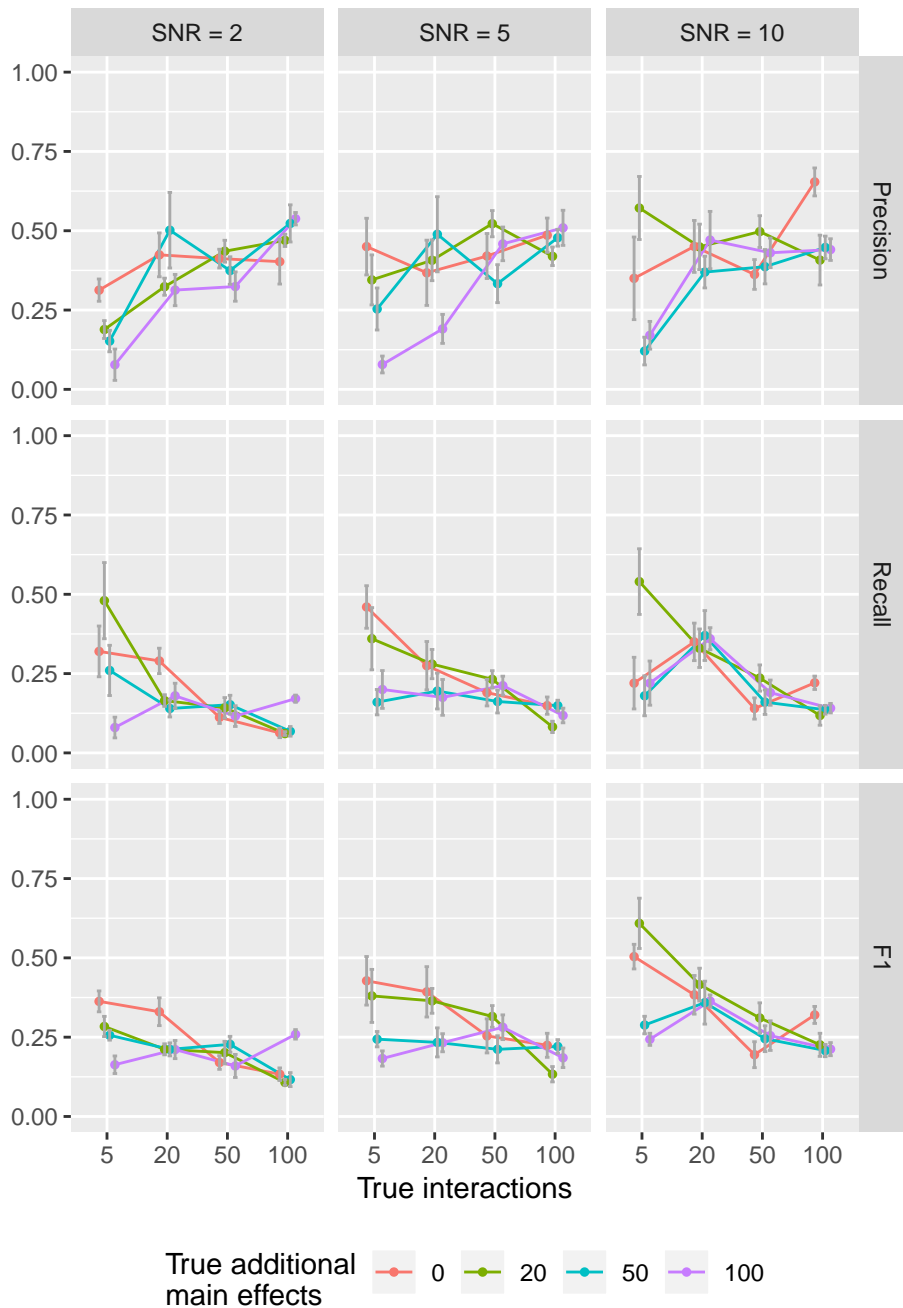 SNR = 2 SNR = 5 SNR = 10
1.00
0.75
0.50
0.25
0.00
Precision
1.00
0.75
0.50
0.25
0.00
Recall
1.00
0.75
0.50
0.25
0.00
F1
5 20 50 100 5 20 50 100 5 20 50 100
True interactions
True additional
main effects
0 20 50 100